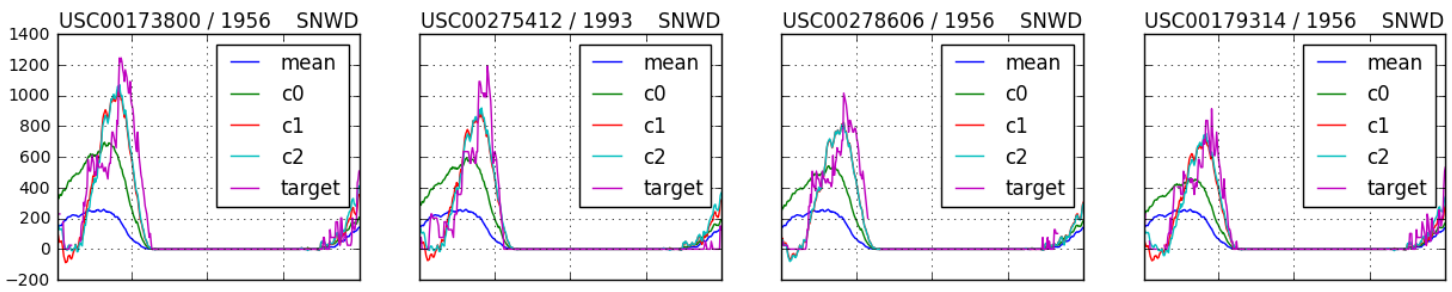 USC00173800 / 1956 SNWD
USC00275412 / 1993 SNWD
USC00278606 / 1956 SNWD
USC00179314 / 1956 SNWD
1400
1200
1000
800
600
400
200
0
−200
mean
c0
c1
c2
target
mean
c0
c1
c2
target
mean
c0
c1
c2
target
mean
c0
c1
c2
target